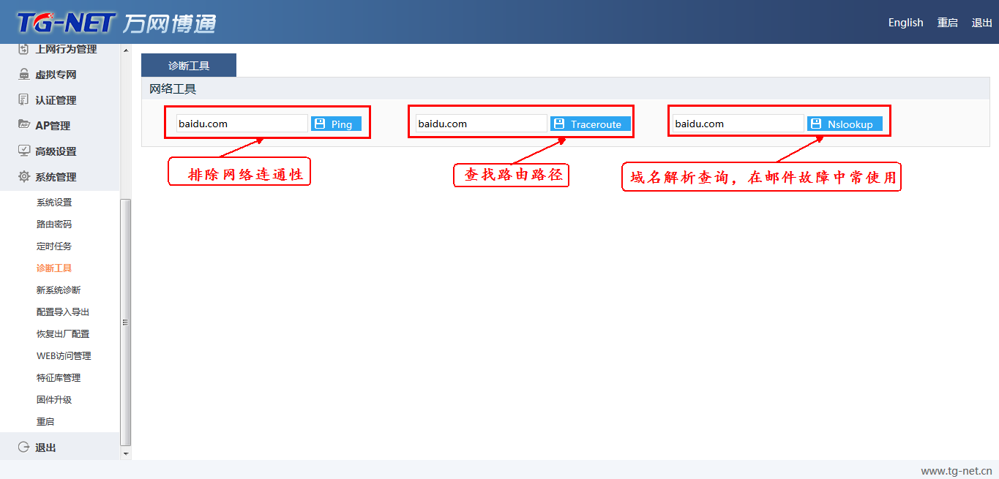 TG-NET 万网博通
English 重启 退出
上网行为管理
虚拟专网
认证管理
AP管理
高级设置
系统管理
系统设置
路由密码
定时任务
诊断工具
新系统诊断
配置导入导出
恢复出厂配置
WEB访问管理
特征库管理
固件升级
重启
退出
诊断工具
网络工具
baidu.com Ping baidu.com Traceroute baidu.com Nslookup
排除网络连通性 查找路由路径 域名解析查询，在邮件故障中常使用
www.tg-net.cn